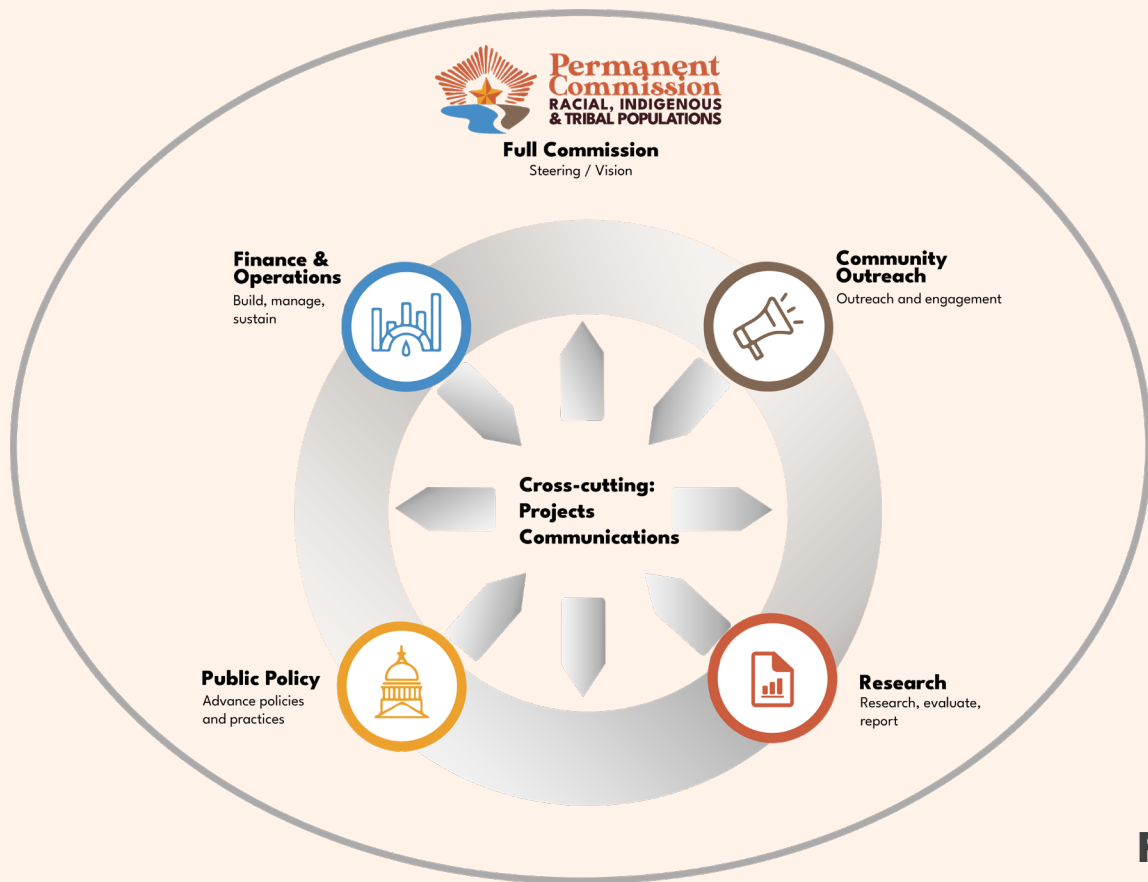 Permanent
Commission
RACIAL, INDIGENOUS
& TRIBAL POPULATIONS
Full Commission
Steering / Vision
Finance &
Operations
Build, manage,
sustain
Community
Outreach
Outreach and engagement
Cross-cutting:
Projects
Communications
Public Policy
Advance policies
and practices
Research
Research, evaluate,
report